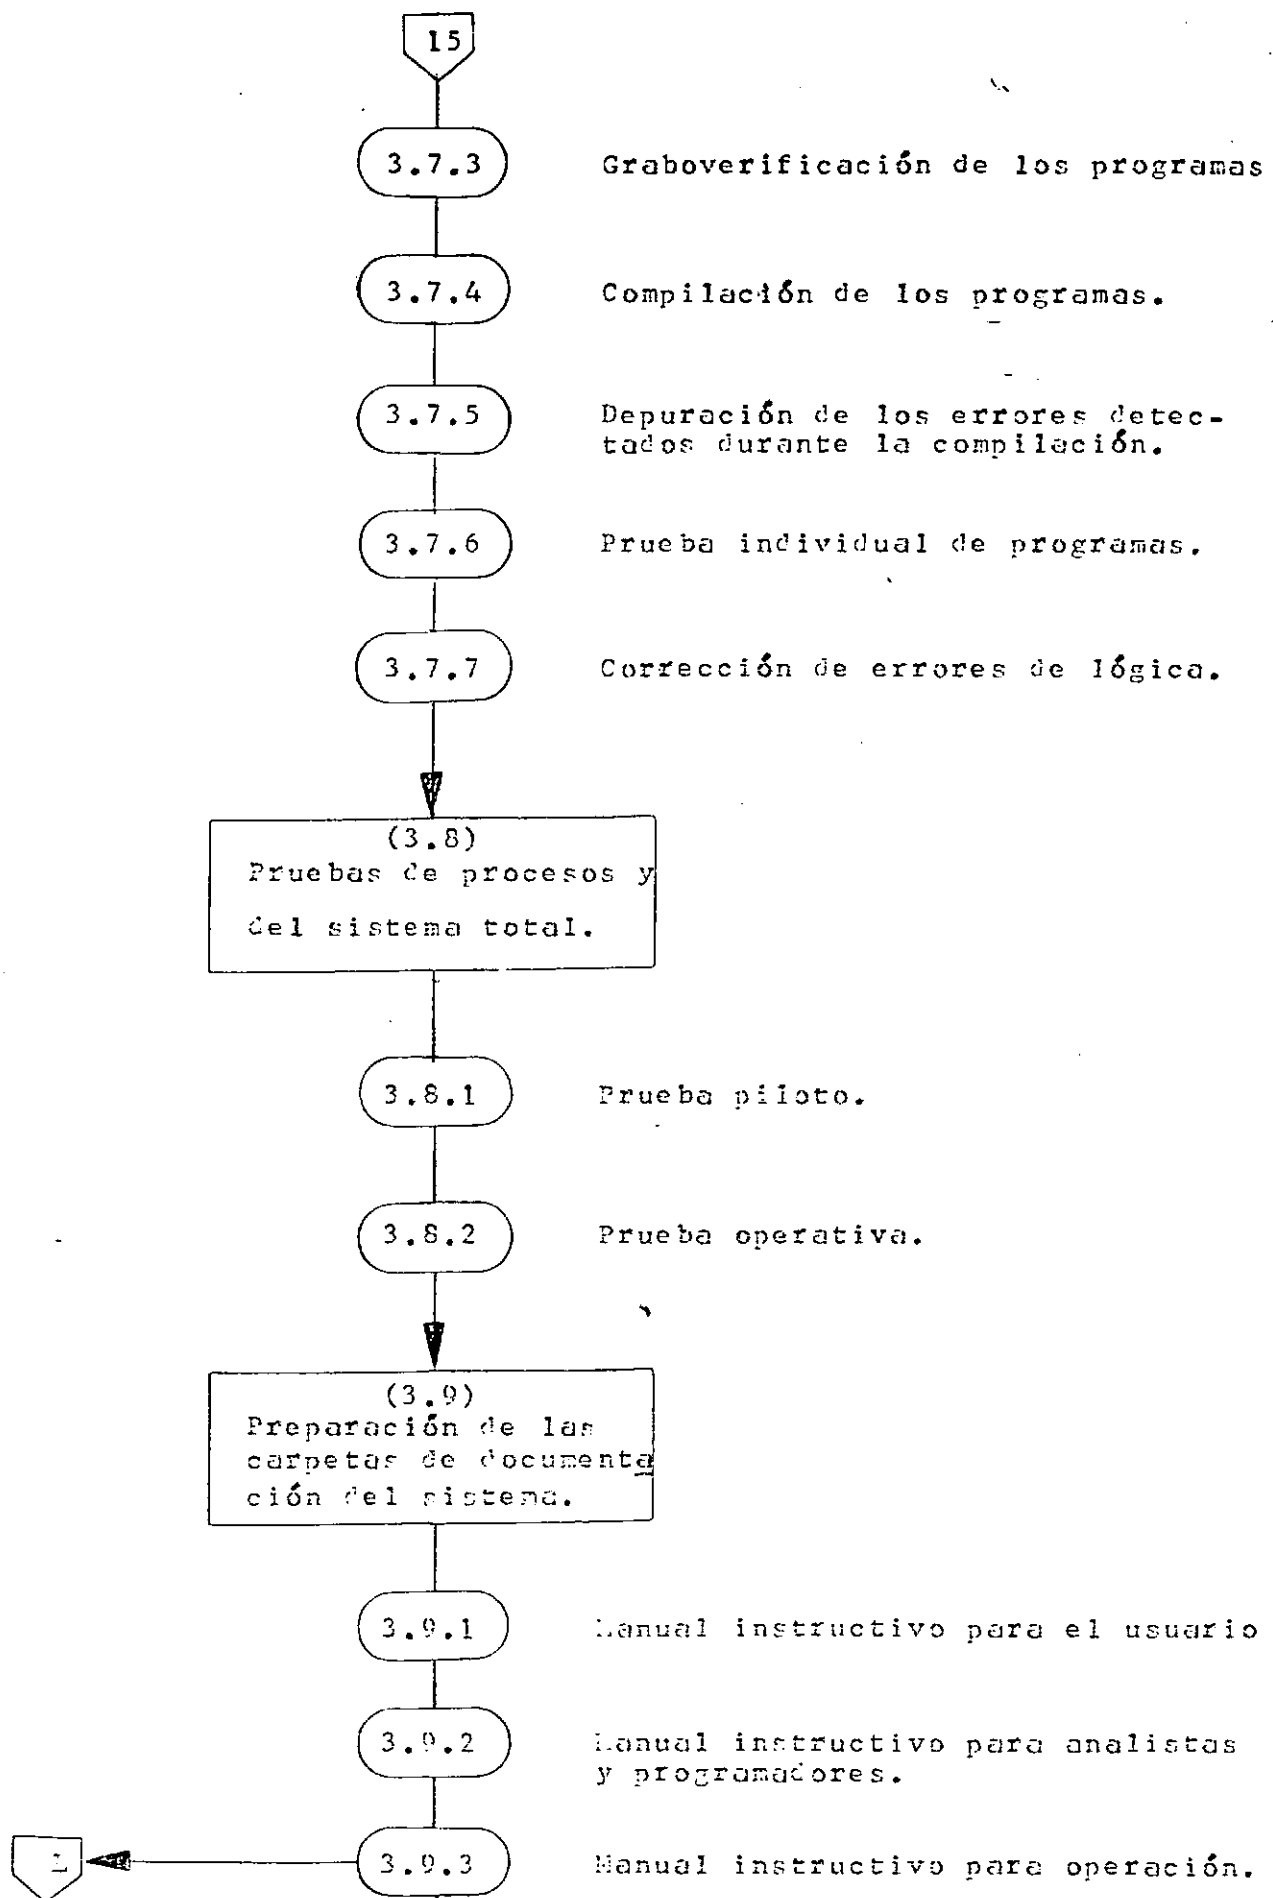 15
3.7.3 Graboverificación de los programas
3.7.4 Compilación de los programas.
3.7.5 Depuración de los errores detec-
tados durante la compilación.
3.7.6 Prueba individual de programas.
3.7.7 Corrección de errores de lógica.
(3.8)
Pruebas de procesos y
del sistema total.
3.8.1 Prueba piloto.
3.8.2 Prueba operativa.
(3.9)
Preparación de las
carpetas de documenta
ción del sistema.
3.9.1 Manual instructivo para el usuario
3.9.2 Manual instructivo para analistas
y programadores.
3.9.3 Manual instructivo para operación.